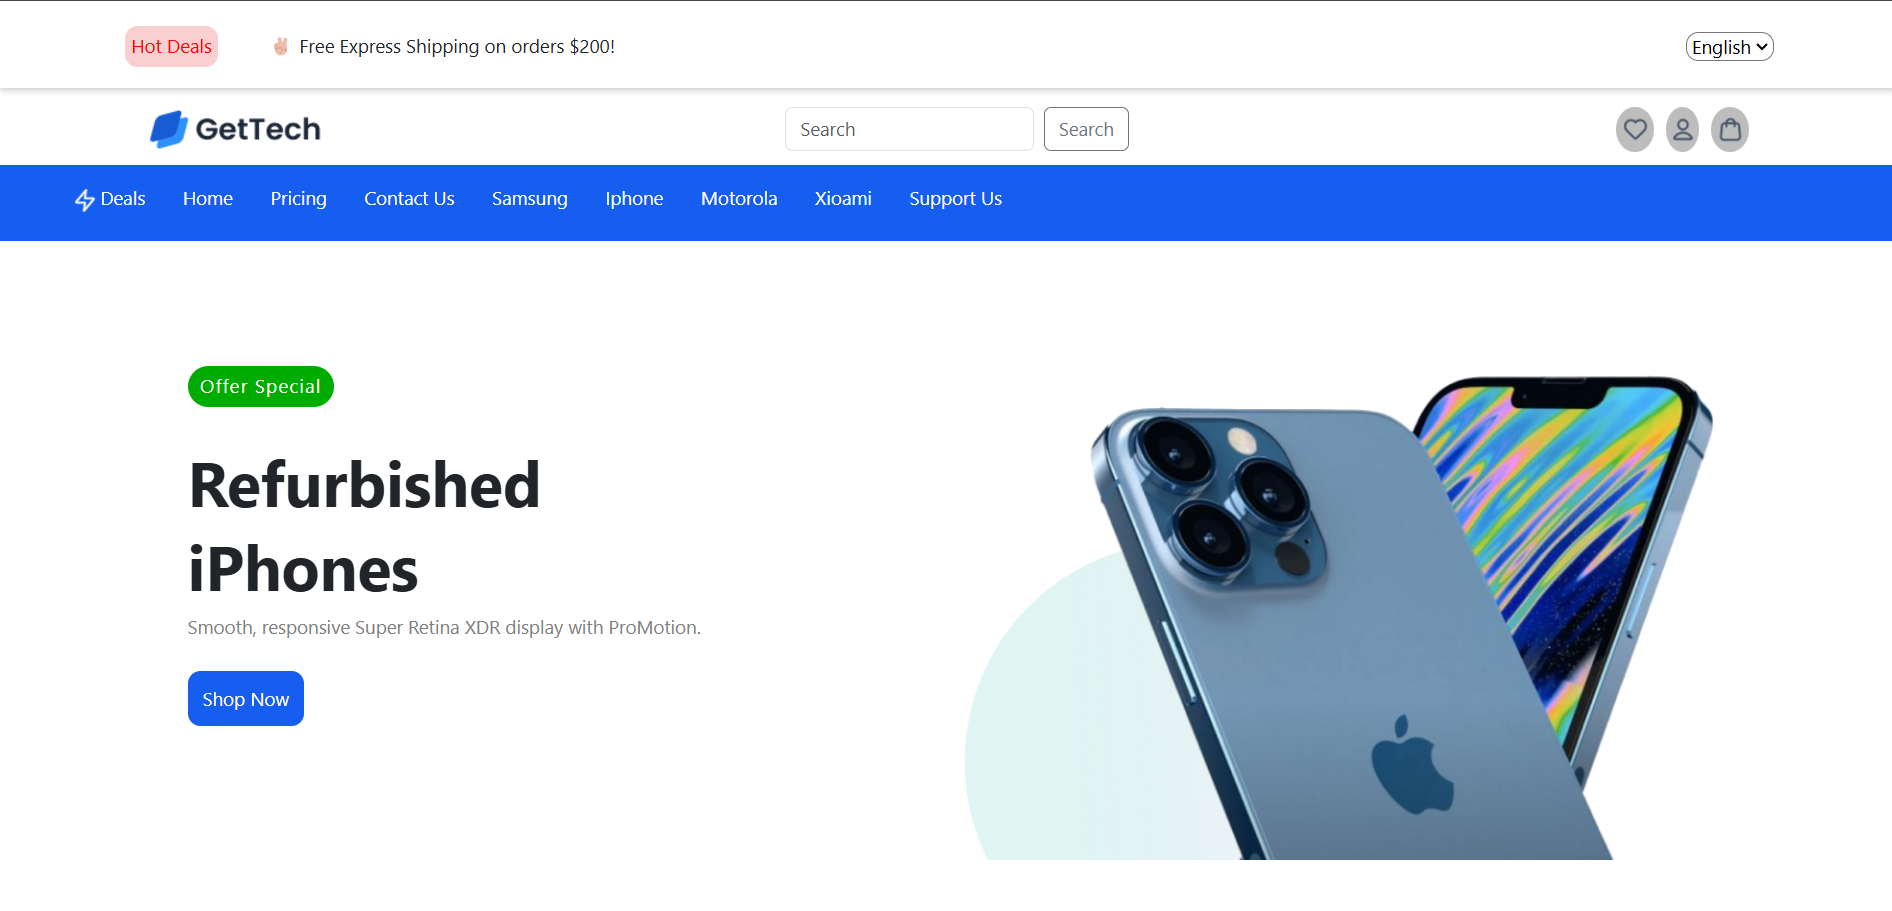 Hot Deals
✌🏻 Free Express Shipping on orders $200!
English
GetTech
Search
Search
Deals Home Pricing Contact Us Samsung Iphone Motorola Xioami Support Us
Offer Special
Refurbished
iPhones
Smooth, responsive Super Retina XDR display with ProMotion.
Shop Now